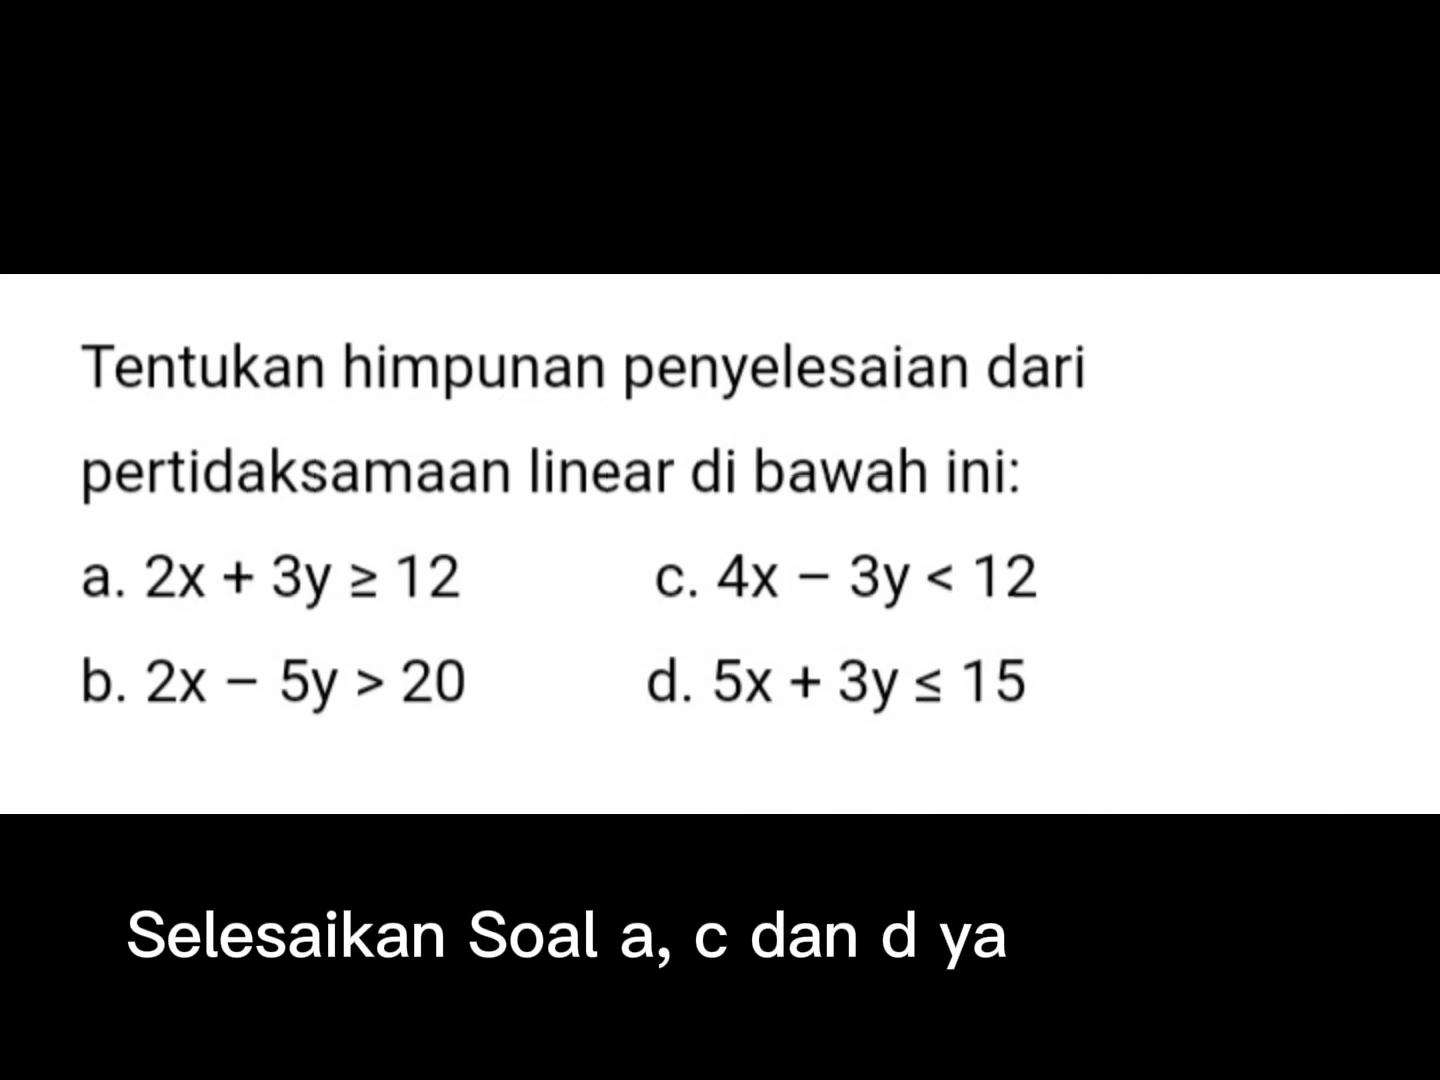 Tentukan himpunan penyelesaian dari
pertidaksamaan linear di bawah ini:
a. 2x + 3y ≥ 12 c. 4x – 3y < 12
b. 2x – 5y > 20 d. 5x + 3y ≤ 15
Selesaikan Soal a, c dan d ya